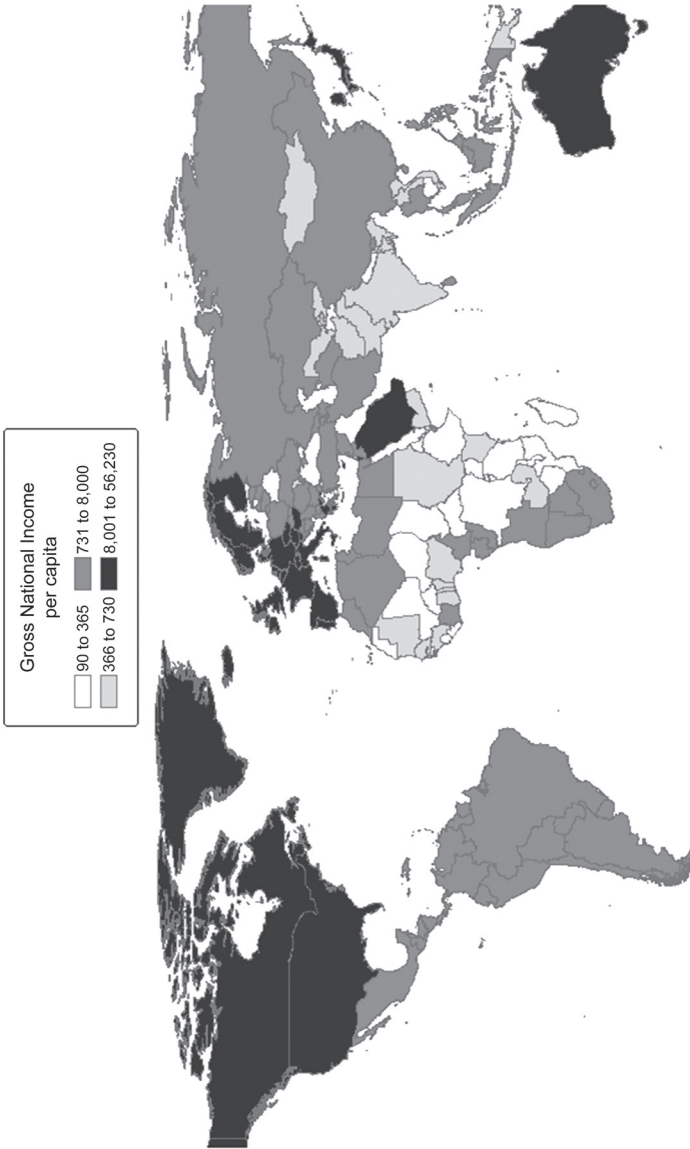 Gross National Income
per capita
90 to 365 731 to 8,000
366 to 730 8,001 to 56,230